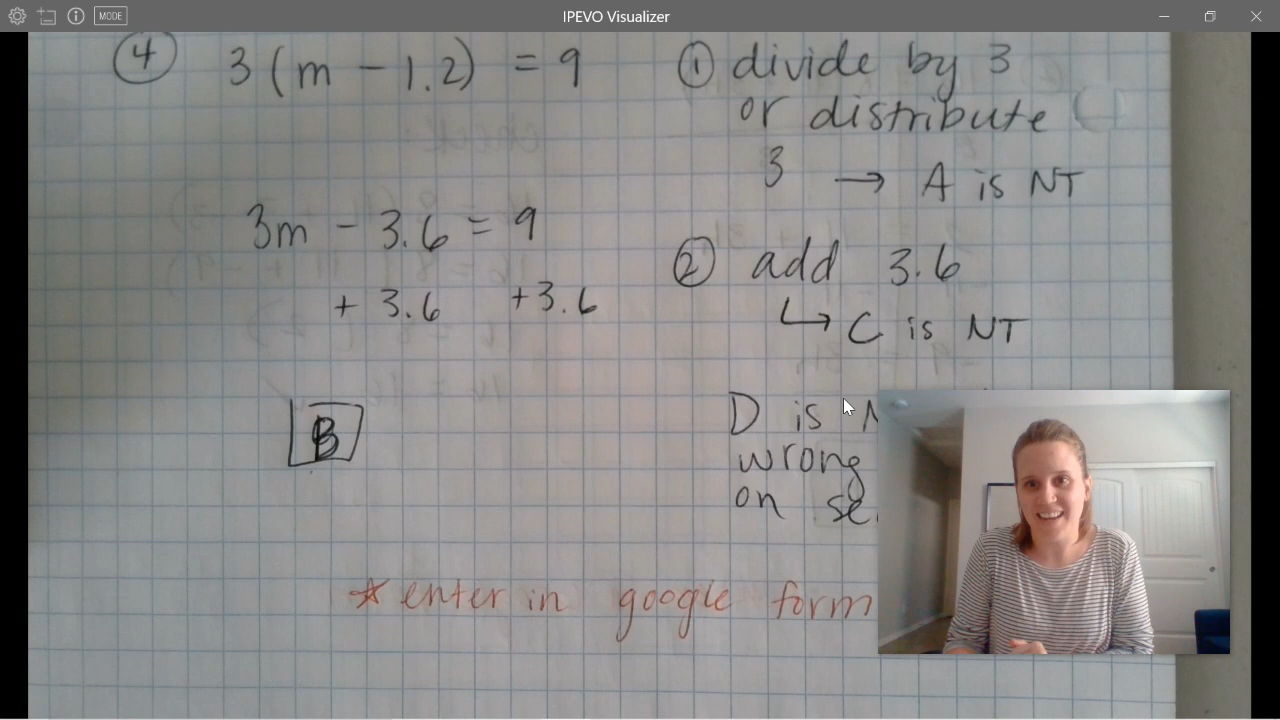 MODE
IPEVO Visualizer
4 3(m - 1.2) = 9
3m - 3.6 = 9
+ 3.6 +3.6
B
1 divide by 3
or distribute
3 → A is NT
2 add 3.6
↳ C is NT
D is
wrong
on
* enter in google form